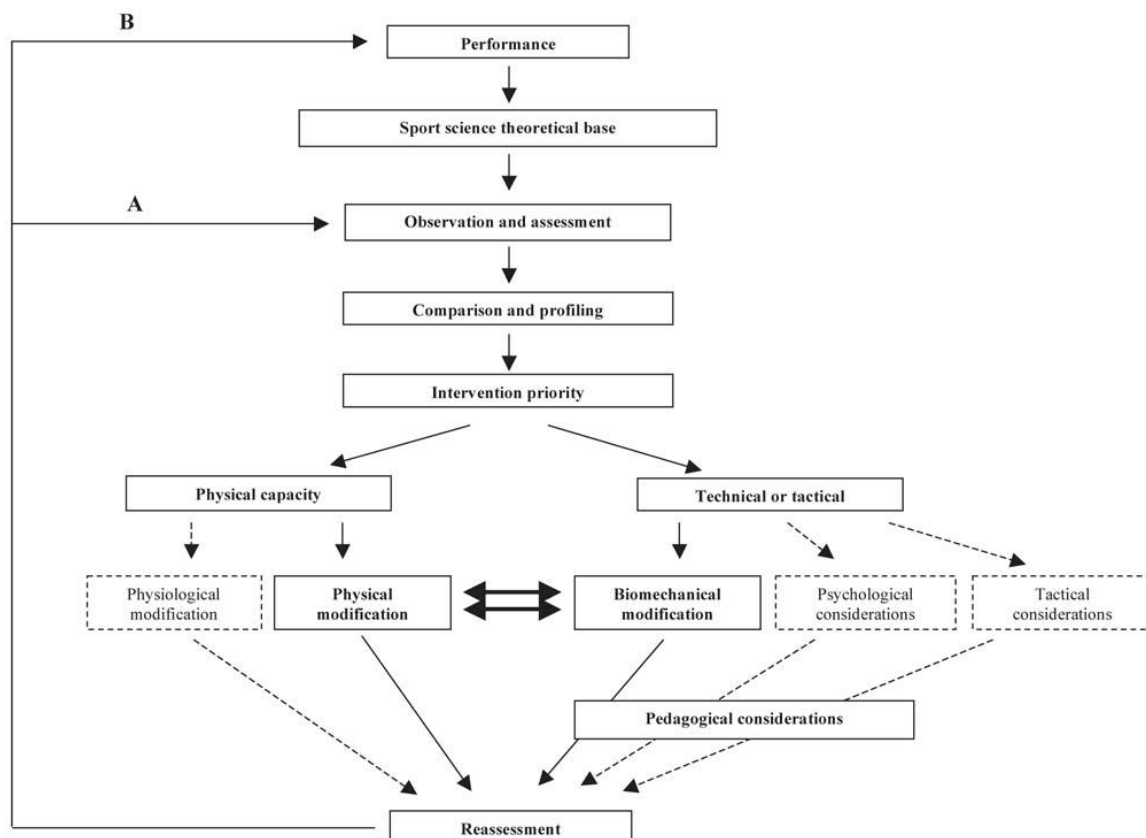 B
Performance
Sport science theoretical base
A
Observation and assessment
Comparison and profiling
Intervention priority
Physical capacity
Technical or tactical
Physiological
modification
Physical
modification
Biomechanical
modification
Psychological
considerations
Tactical
considerations
Pedagogical considerations
Reassessment